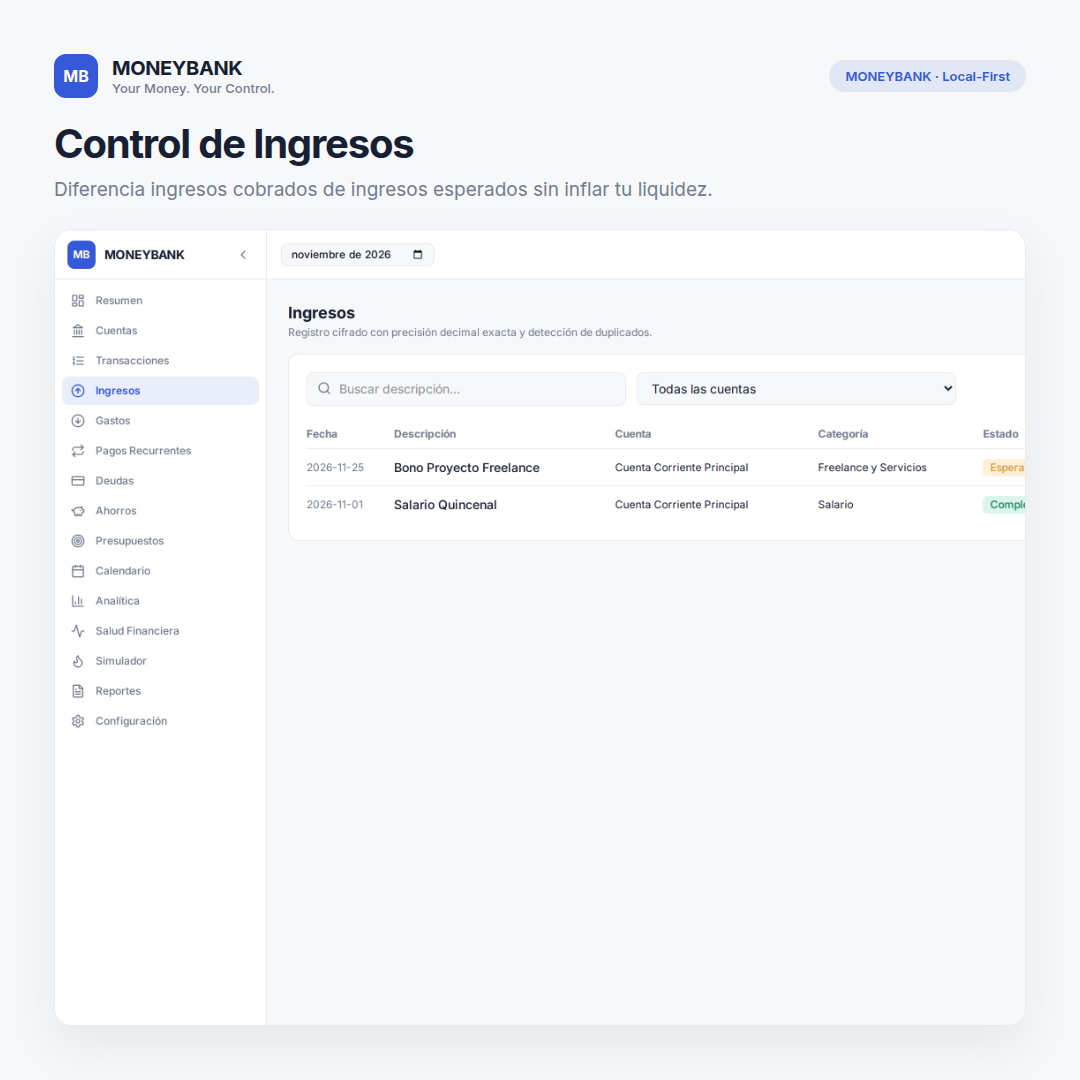 MB
MONEYBANK
Your Money. Your Control.
MONEYBANK · Local-First
Control de Ingresos
Diferencia ingresos cobrados de ingresos esperados sin inflar tu liquidez.
MB MONEYBANK
noviembre de 2026
Resumen
Cuentas
Transacciones
Ingresos
Gastos
Pagos Recurrentes
Deudas
Ahorros
Presupuestos
Calendario
Analítica
Salud Financiera
Simulador
Reportes
Configuración
Ingresos
Registro cifrado con precisión decimal exacta y detección de duplicados.
Buscar descripción... Todas las cuentas
Fecha Descripción Cuenta Categoría Estado
2026-11-25 Bono Proyecto Freelance Cuenta Corriente Principal Freelance y Servicios Espera
2026-11-01 Salario Quincenal Cuenta Corriente Principal Salario Comple